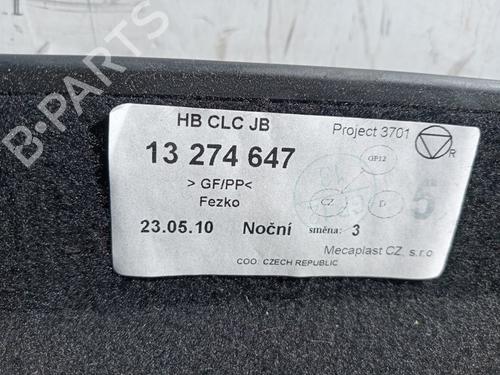 B-PARTS
HB CLC JB
Project 3701
R
13 274 647
> GF/PP<
GP12
Fezko
CZ
23.05.10 Noční směna: 3
Mecaplast CZ, s.r.o
COO: CZECH REPUBLIC